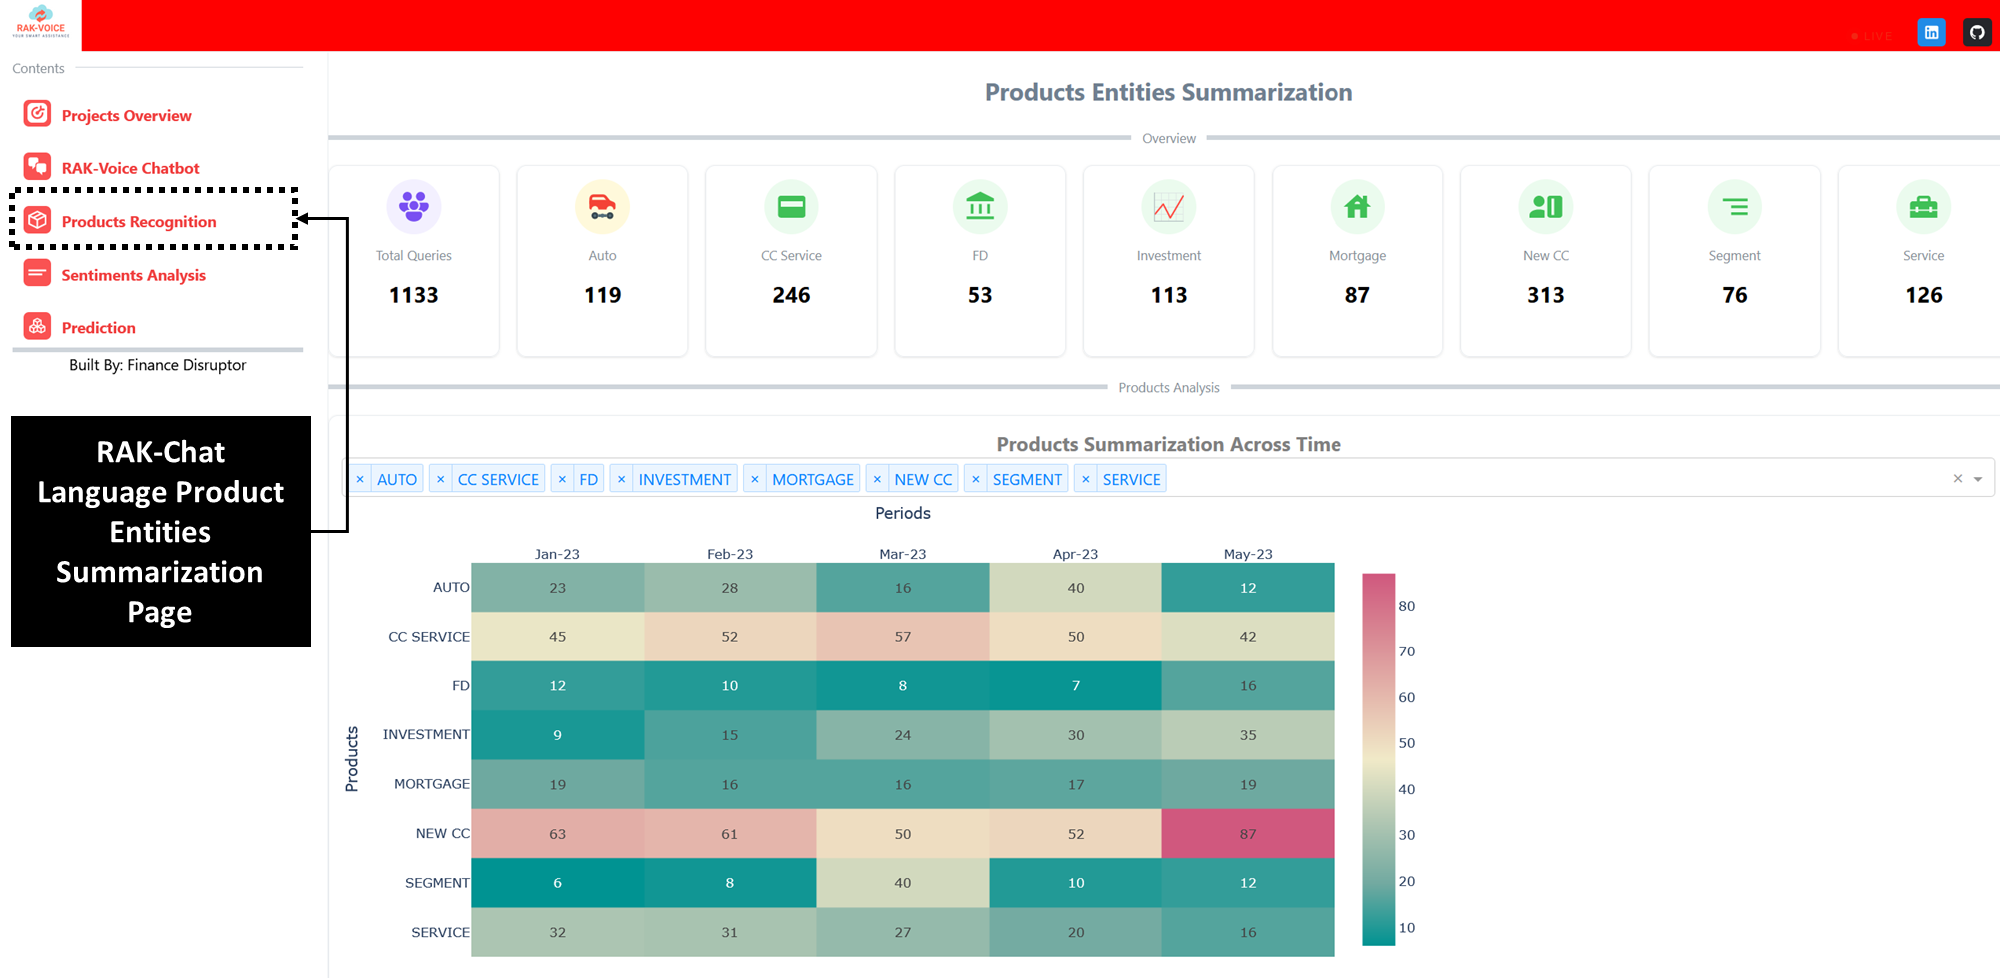 RAK-VOICE
YOUR SMART ASSISTANCE
LIVE
Contents
Projects Overview
RAK-Voice Chatbot
Products Recognition
Sentiments Analysis
Prediction
Built By: Finance Disruptor
RAK-Chat
Language Product
Entities
Summarization
Page
Products Entities Summarization
Overview
Total Queries Auto CC Service FD Investment Mortgage New CC Segment Service
1133 119 246 53 113 87 313 76 126
Products Analysis
Products Summarization Across Time
× AUTO × CC SERVICE × FD × INVESTMENT × MORTGAGE × NEW CC × SEGMENT × SERVICE ×
Periods
Jan-23 Feb-23 Mar-23 Apr-23 May-23
Products
AUTO 23 28 16 40 12
CC SERVICE 45 52 57 50 42
FD 12 10 8 7 16
INVESTMENT 9 15 24 30 35
MORTGAGE 19 16 16 17 19
NEW CC 63 61 50 52 87
SEGMENT 6 8 40 10 12
SERVICE 32 31 27 20 16
80
70
60
50
40
30
20
10